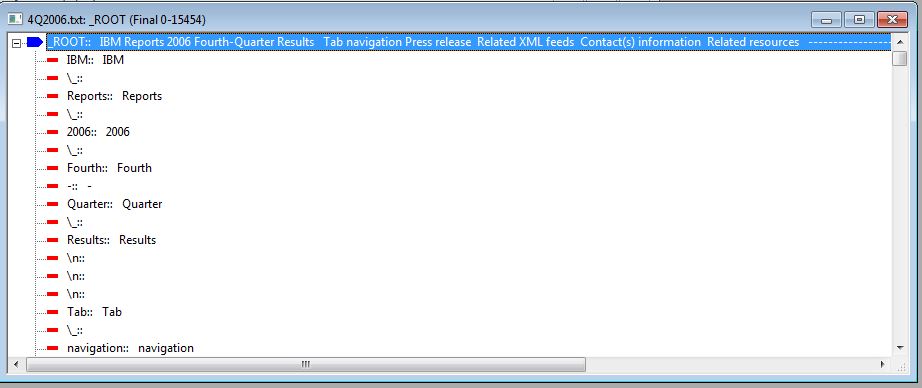 4Q2006.txt: _ROOT (Final 0-15454)
_ROOT:: IBM Reports 2006 Fourth-Quarter Results Tab navigation Press release Related XML feeds Contact(s) information Related resources -----------------
IBM:: IBM
\_::
Reports:: Reports
\_::
2006:: 2006
\_::
Fourth:: Fourth
-:: -
Quarter:: Quarter
\_::
Results:: Results
\n::
\n::
\n::
Tab:: Tab
\_::
navigation:: navigation